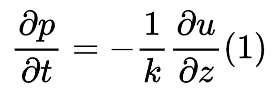 ∂p/∂t = −1/k ∂u/∂z (1)